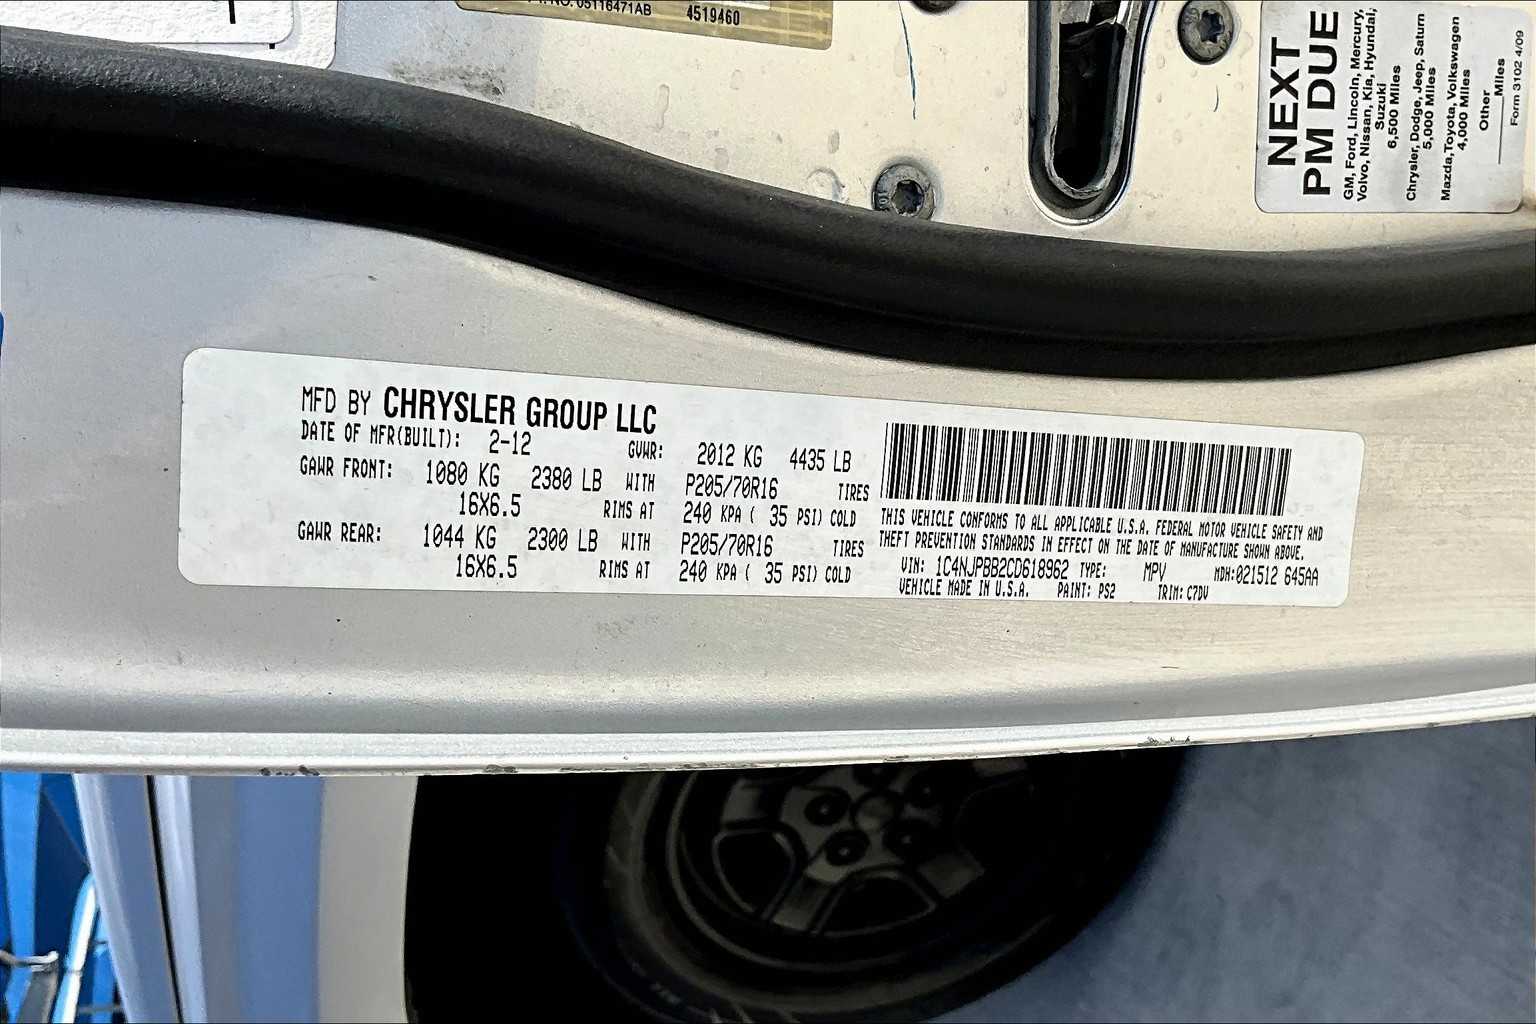 NO. 05116471AB
4519460
NEXT
PM DUE
GM, Ford, Lincoln, Mercury,
Volvo, Nissan, Kia, Hyundai,
Suzuki
6,500 Miles
Chrysler, Dodge, Jeep, Saturn
5,000 Miles
Mazda, Toyota, Volkswagen
4,000 Miles
Other
Miles
Form 3102 4/09
MFD BY CHRYSLER GROUP LLC
DATE OF MFR(BUILT): 2-12 GVWR: 2012 KG 4435 LB
GAWR FRONT: 1080 KG 2380 LB WITH P205/70R16 TIRES
16X6.5 RIMS AT 240 KPA ( 35 PSI) COLD
GAWR REAR: 1044 KG 2300 LB WITH P205/70R16 TIRES
16X6.5 RIMS AT 240 KPA ( 35 PSI) COLD
THIS VEHICLE CONFORMS TO ALL APPLICABLE U.S.A. FEDERAL MOTOR VEHICLE SAFETY AND
THEFT PREVENTION STANDARDS IN EFFECT ON THE DATE OF MANUFACTURE SHOWN ABOVE.
VIN: 1C4NJPBB2CD618962 TYPE: MPV MDH:021512 645AA
VEHICLE MADE IN U.S.A. PAINT: PS2 TRIM: C7DV